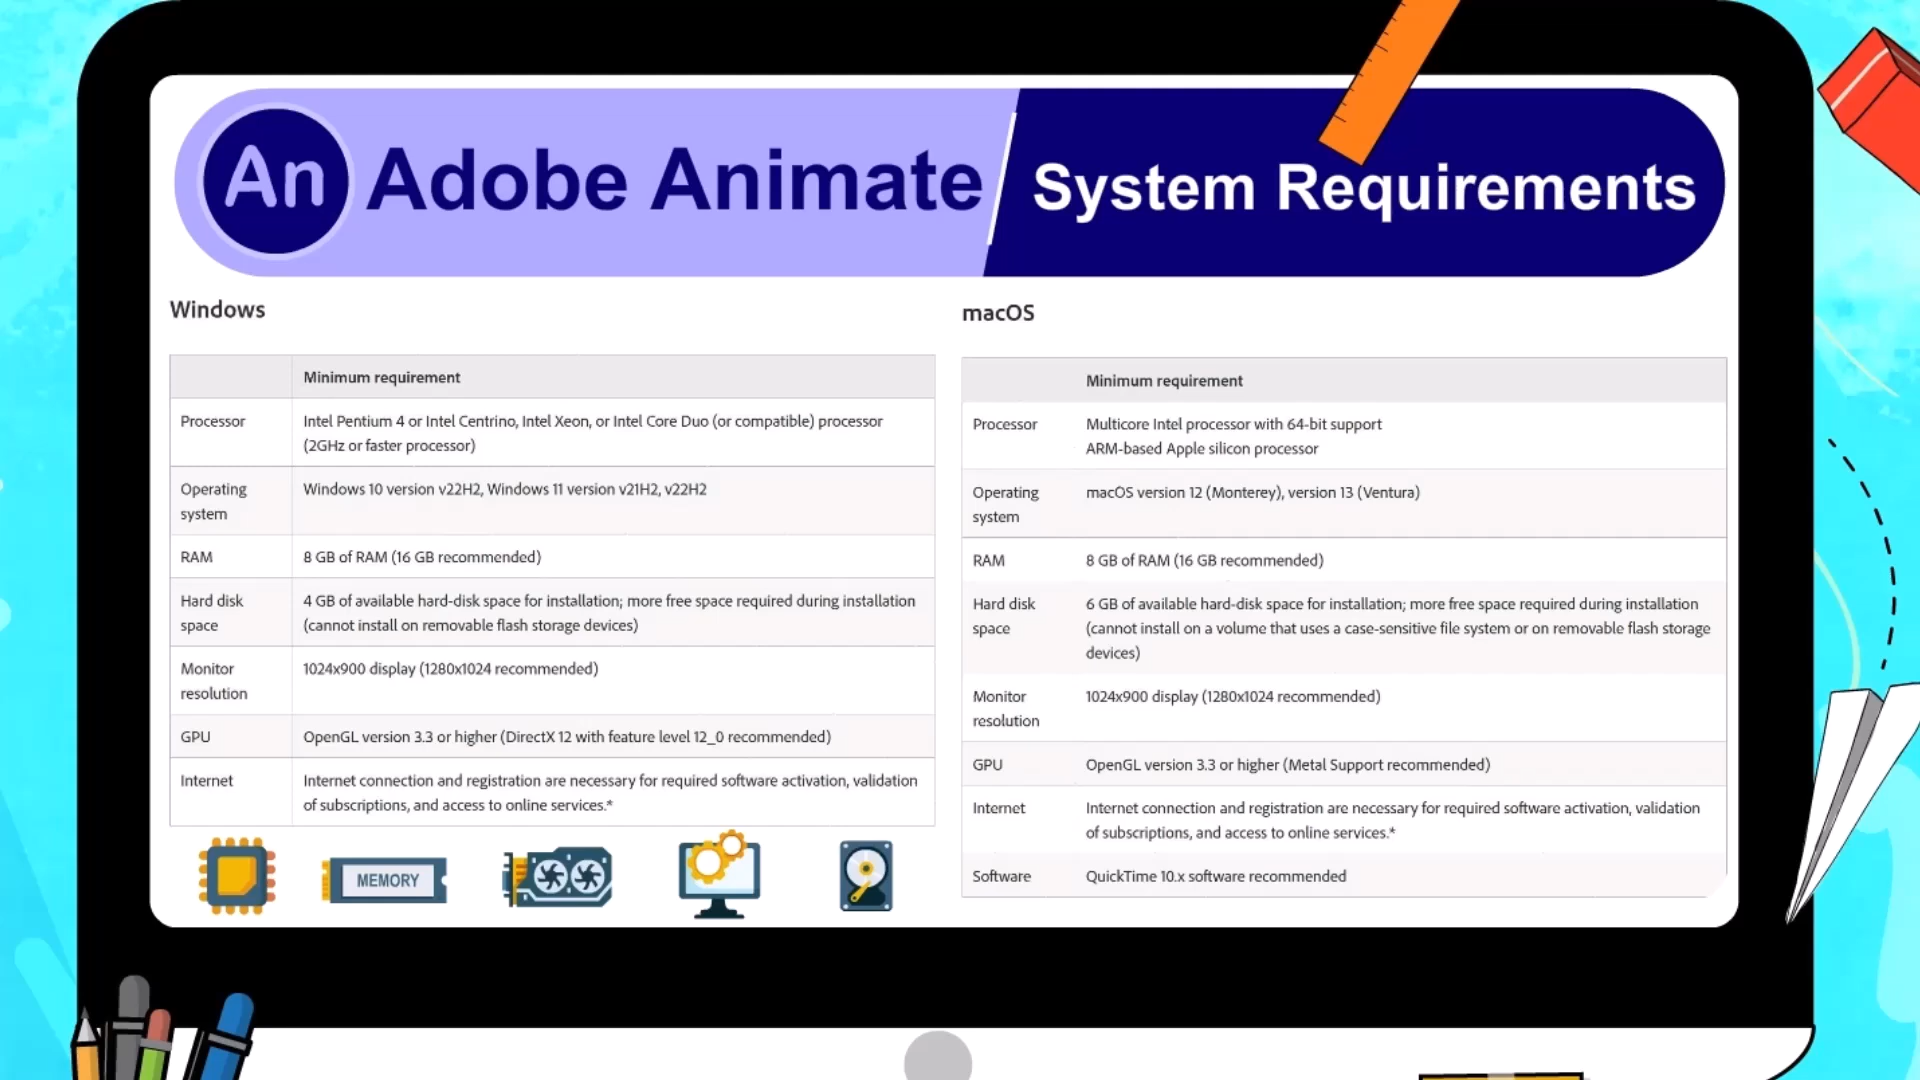 An Adobe Animate System Requirements
Windows
Minimum requirement
Processor Intel Pentium 4 or Intel Centrino, Intel Xeon, or Intel Core Duo (or compatible) processor
(2GHz or faster processor)
Operating Windows 10 version v22H2, Windows 11 version v21H2, v22H2
system
RAM 8 GB of RAM (16 GB recommended)
Hard disk 4 GB of available hard-disk space for installation; more free space required during installation
space (cannot install on removable flash storage devices)
Monitor 1024x900 display (1280x1024 recommended)
resolution
GPU OpenGL version 3.3 or higher (DirectX 12 with feature level 12_0 recommended)
Internet Internet connection and registration are necessary for required software activation, validation
of subscriptions, and access to online services.*
MEMORY
macOS
Minimum requirement
Processor Multicore Intel processor with 64-bit support
ARM-based Apple silicon processor
Operating macOS version 12 (Monterey), version 13 (Ventura)
system
RAM 8 GB of RAM (16 GB recommended)
Hard disk 6 GB of available hard-disk space for installation; more free space required during installation
space (cannot install on a volume that uses a case-sensitive file system or on removable flash storage
devices)
Monitor 1024x900 display (1280x1024 recommended)
resolution
GPU OpenGL version 3.3 or higher (Metal Support recommended)
Internet Internet connection and registration are necessary for required software activation, validation
of subscriptions, and access to online services.*
Software QuickTime 10.x software recommended